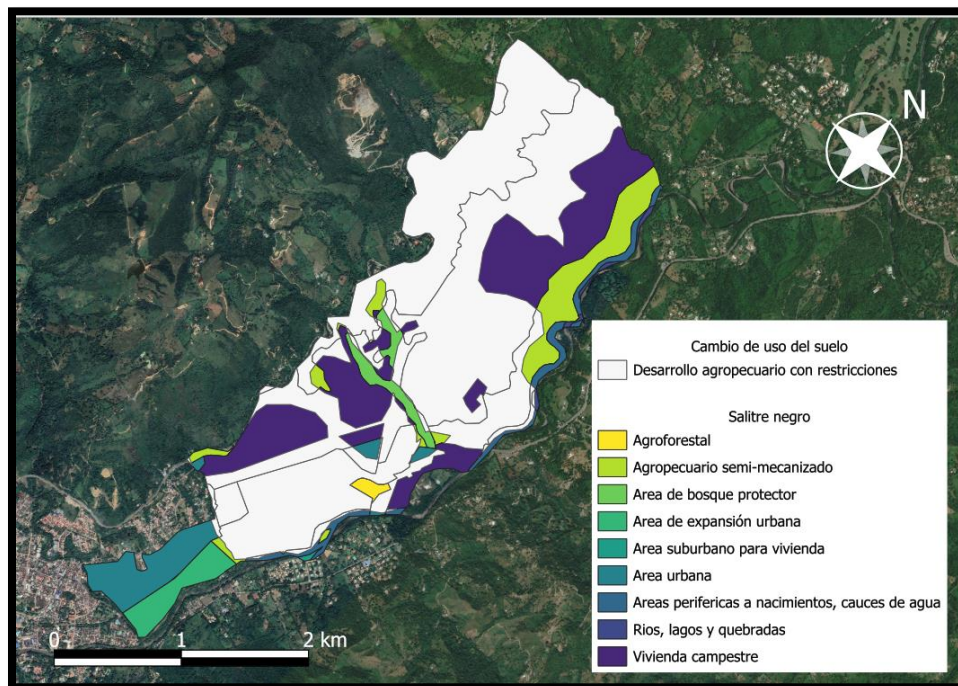 N
Cambio de uso del suelo
Desarrollo agropecuario con restricciones
Salitre negro
Agroforestal
Agropecuario semi-mecanizado
Area de bosque protector
Area de expansión urbana
Area suburbano para vivienda
Area urbana
Areas perifericas a nacimientos, cauces de agua
Rios, lagos y quebradas
Vivienda campestre
0 1 2 km